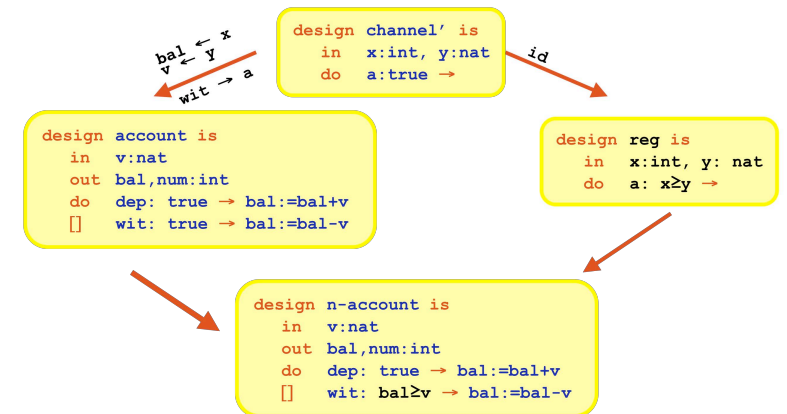 design channel’ is
in x:int, y:nat
do a:true →
bal ← x
v ← y
wit → a
id
design account is
in v:nat
out bal,num:int
do dep: true → bal:=bal+v
[] wit: true → bal:=bal-v
design reg is
in x:int, y: nat
do a: x≥y →
design n-account is
in v:nat
out bal,num:int
do dep: true → bal:=bal+v
[] wit: bal≥v → bal:=bal-v